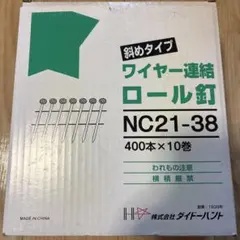 斜めタイプ
ワイヤー連結
ロール釘
NC21-38
400本×10巻
われもの注意
横積厳禁
MADE IN CHINA
株式会社 ダイドーハント